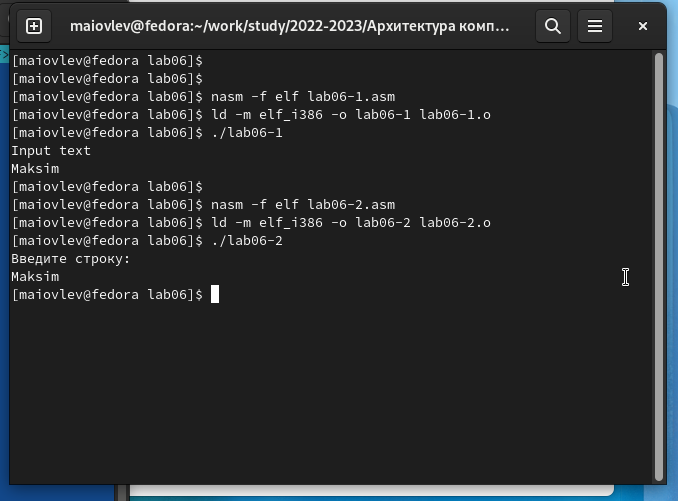 maiovlev@fedora:~/work/study/2022-2023/Архитектура комп...
[maiovlev@fedora lab06]$
[maiovlev@fedora lab06]$
[maiovlev@fedora lab06]$ nasm -f elf lab06-1.asm
[maiovlev@fedora lab06]$ ld -m elf_i386 -o lab06-1 lab06-1.o
[maiovlev@fedora lab06]$ ./lab06-1
Input text
Maksim
[maiovlev@fedora lab06]$
[maiovlev@fedora lab06]$ nasm -f elf lab06-2.asm
[maiovlev@fedora lab06]$ ld -m elf_i386 -o lab06-2 lab06-2.o
[maiovlev@fedora lab06]$ ./lab06-2
Введите строку:
Maksim
[maiovlev@fedora lab06]$